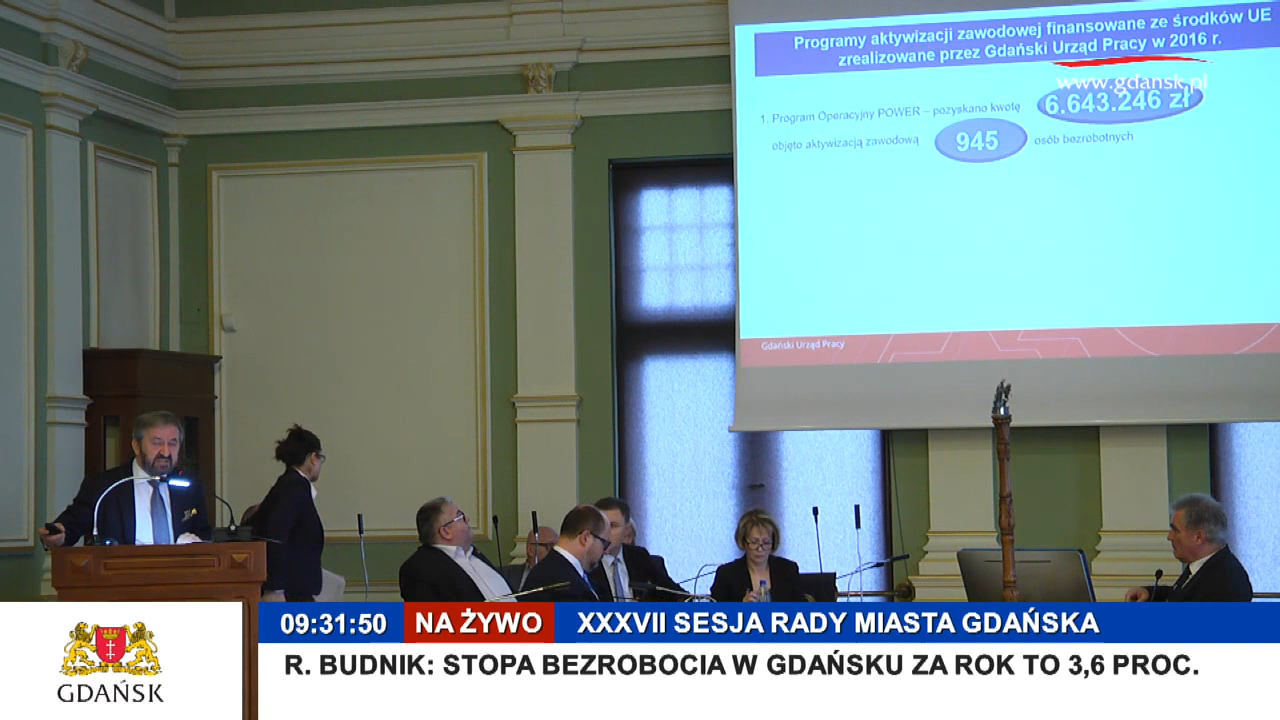 Programy aktywizacji zawodowej finansowane ze środków UE
zrealizowane przez Gdański Urząd Pracy w 2016 r.
www.gdansk.pl
1. Program Operacyjny POWER – pozyskano kwotę 6.643.246 zł
objęto aktywizacją zawodową 945 osób bezrobotnych
Gdański Urząd Pracy
09:31:50 NA ŻYWO XXXVII SESJA RADY MIASTA GDAŃSKA
R. BUDNIK: STOPA BEZROBOCIA W GDAŃSKU ZA ROK TO 3,6 PROC.
GDAŃSK